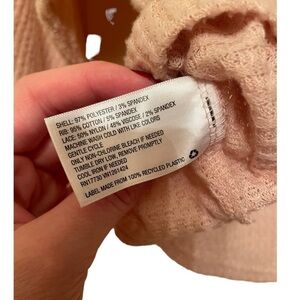 SHELL: 97% POLYESTER / 3% SPANDEX
RIB: 95% COTTON / 5% SPANDEX
LACE: 50% NYLON / 48% VISCOSE / 2% SPANDEX
MACHINE WASH COLD WITH LIKE COLORS
GENTLE CYCLE
ONLY NON-CHLORINE BLEACH IF NEEDED
TUMBLE DRY LOW, REMOVE PROMPTLY
COOL IRON IF NEEDED
RN17730 VN1291424
LABEL MADE FROM 100% RECYCLED PLASTIC